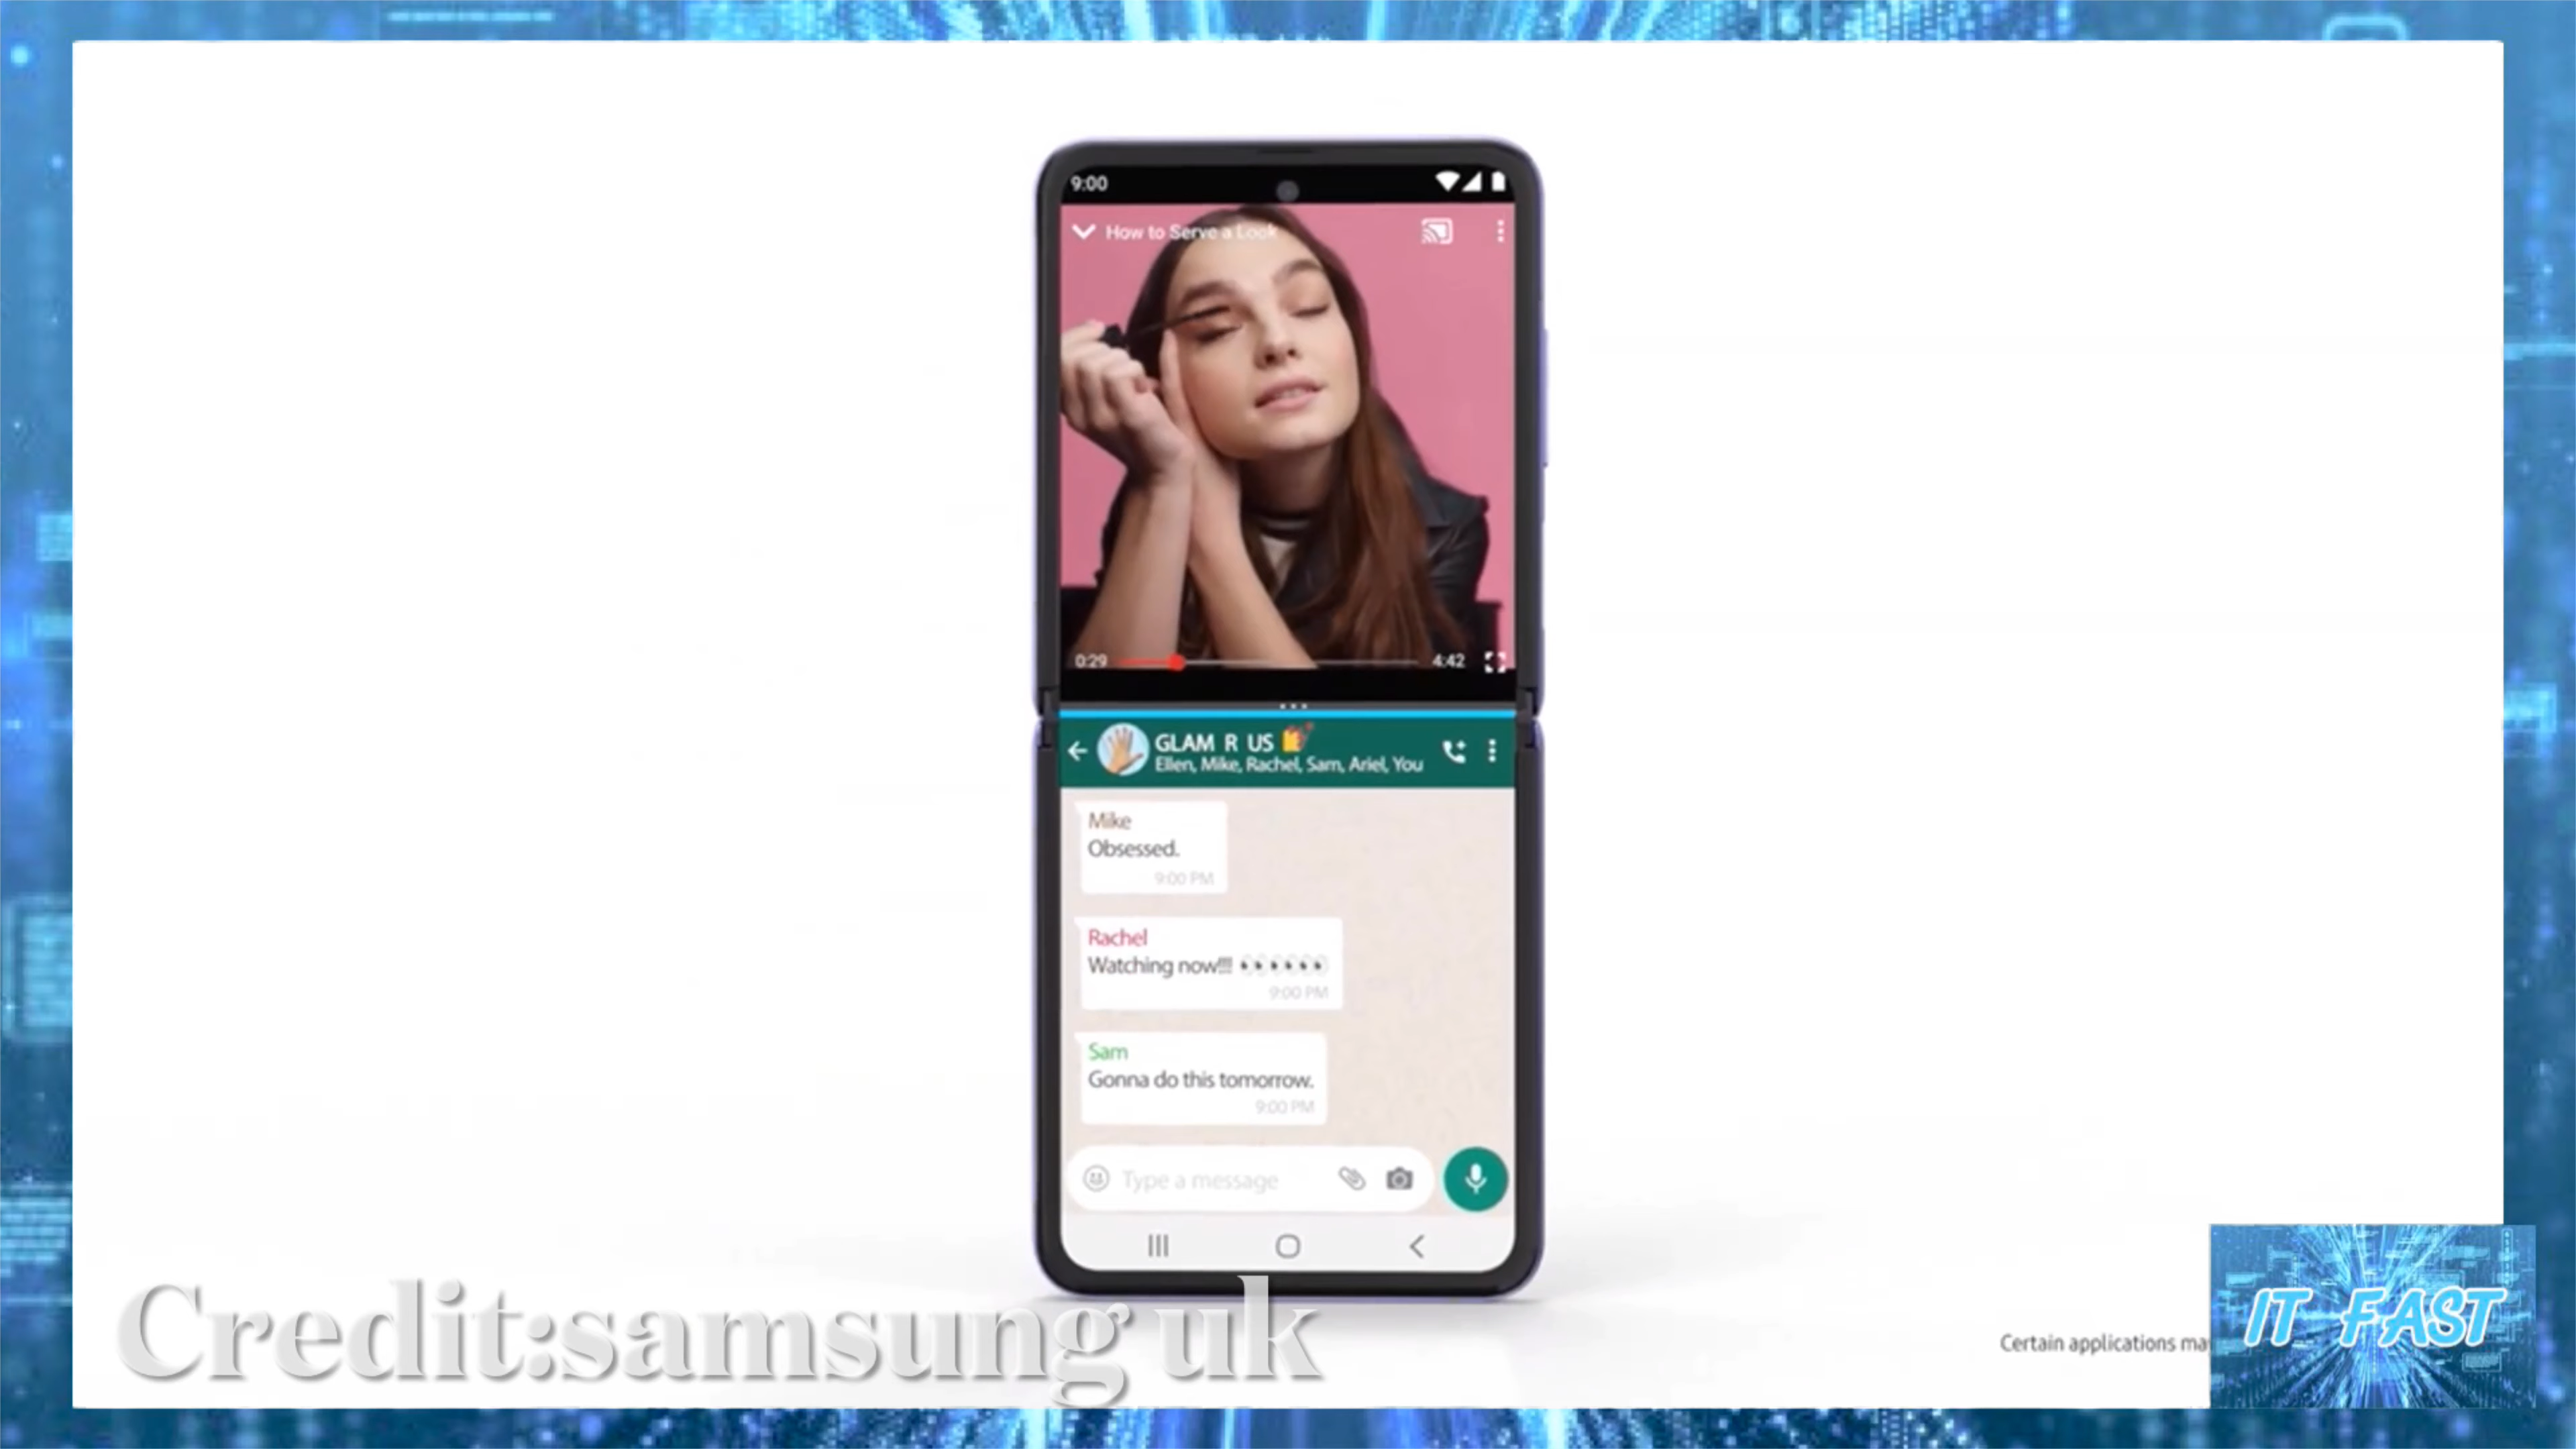 9:00
How to Serve a Look
0:29
4:42
GLAM R US
Ellen, Mike, Rachel, Sam, Ariel, You
Mike
Obsessed.
9:00 PM
Rachel
Watching now!!! 👀👀👀
9:00 PM
Sam
Gonna do this tomorrow.
9:00 PM
Type a message
Credit:samsung uk
Certain applications
IT FAST